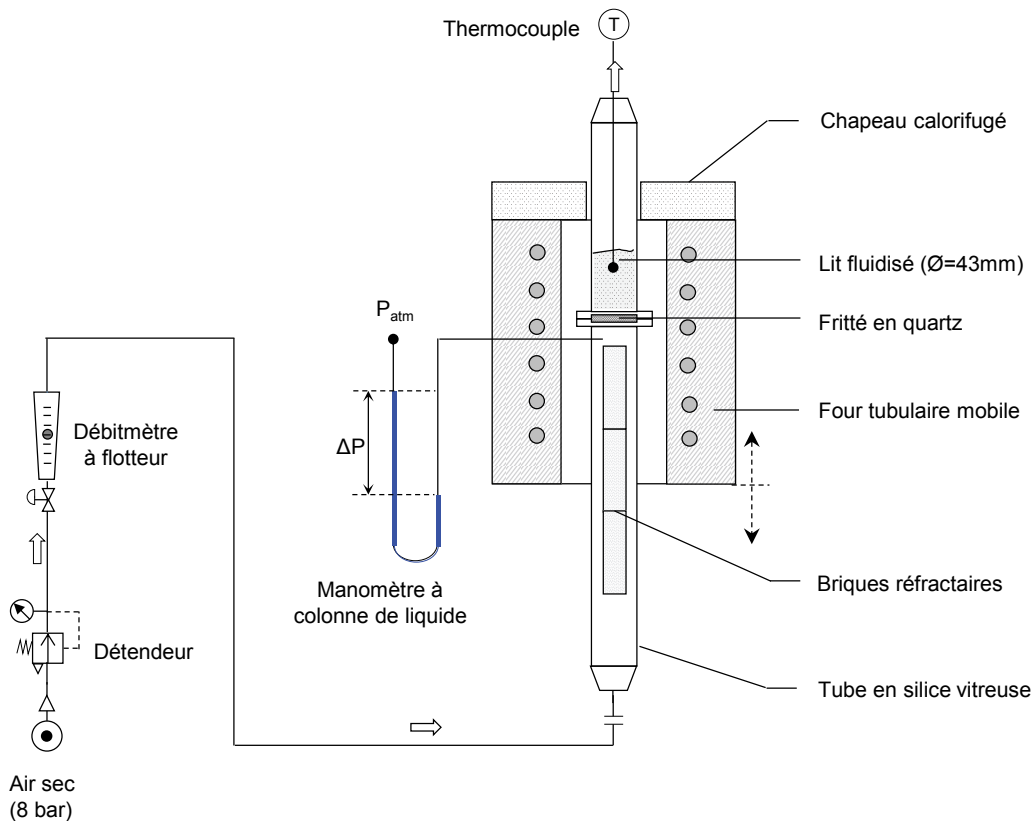 Thermocouple
T
Chapeau calorifugé
Lit fluidisé (Ø=43mm)
P_atm
Fritté en quartz
Débitmètre
à flotteur
ΔP
Four tubulaire mobile
Manomètre à
colonne de liquide
Briques réfractaires
Détendeur
Tube en silice vitreuse
Air sec
(8 bar)